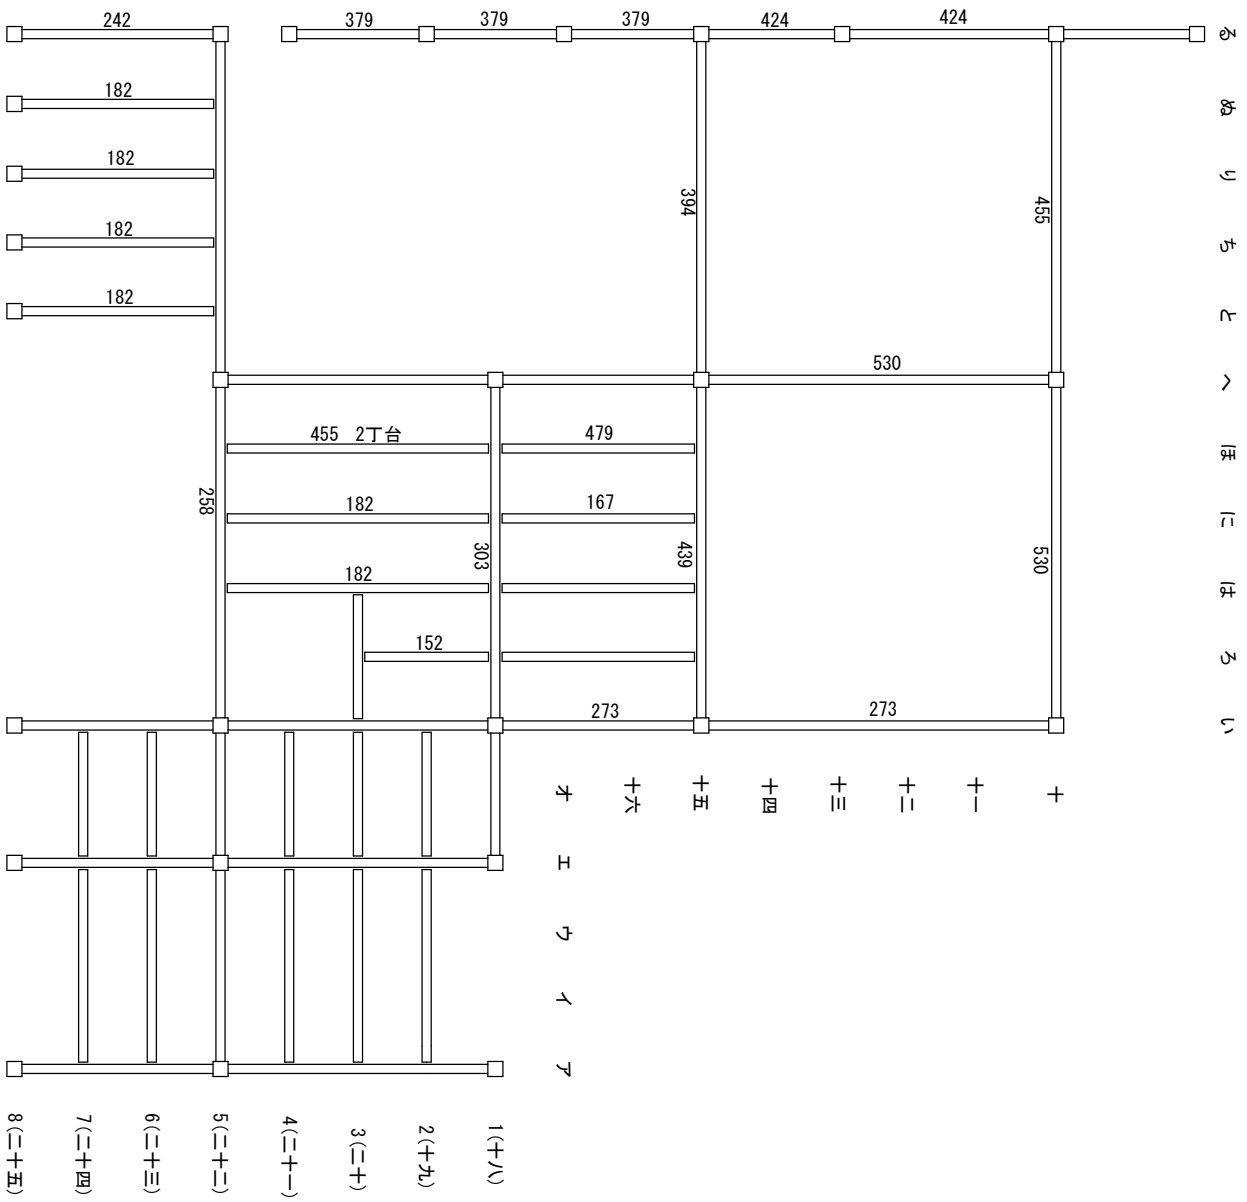 242
379
379
379
424
424
る
182
ぬ
182
り
394
455
182
ち
182
と
530
へ
455 2丁台
479
ほ
258
182
167
に
303
439
530
182
は
152
ろ
273
273
い
オ
十六
十五
十四
十三
十二
十一
十
エ
ウ
イ
ア
8(二十五)
7(二十四)
6(二十三)
5(二十二)
4(二十一)
3(二十)
2(十九)
1(十八)